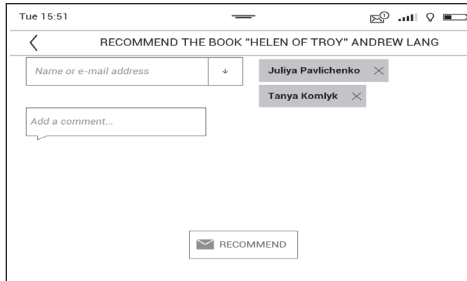 Tue 15:51
RECOMMEND THE BOOK "HELEN OF TROY" ANDREW LANG
Name or e-mail address
Juliya Pavlichenko
Tanya Komlyk
Add a comment...
RECOMMEND